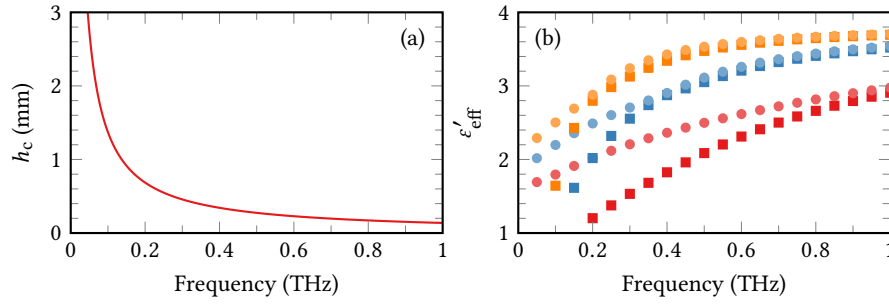 (a)
h_c (mm)
3
2
1
0
0 0.2 0.4 0.6 0.8 1
Frequency (THz)
(b)
ε′_eff
4
3
2
1
0 0.2 0.4 0.6 0.8 1
Frequency (THz)